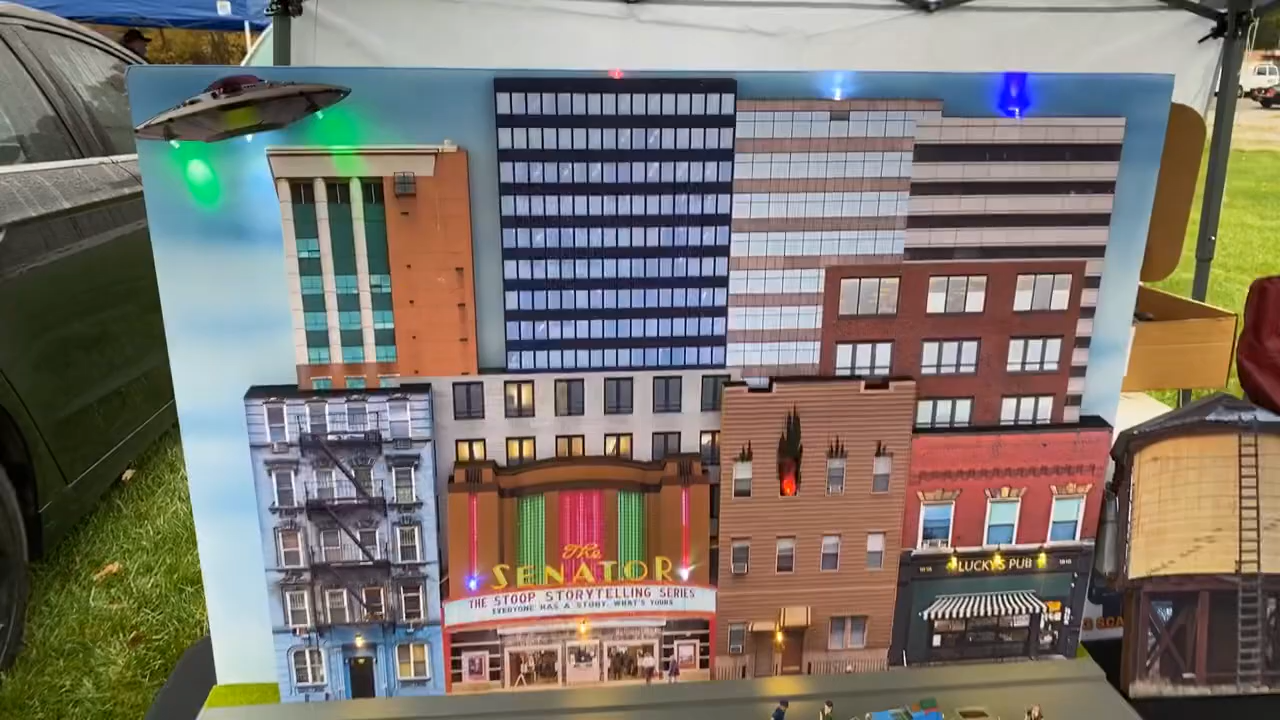 The
SENATOR
THE STOOP STORYTELLING SERIES
EVERYONE HAS A STORY. WHAT'S YOURS
LUCKY'S PUB